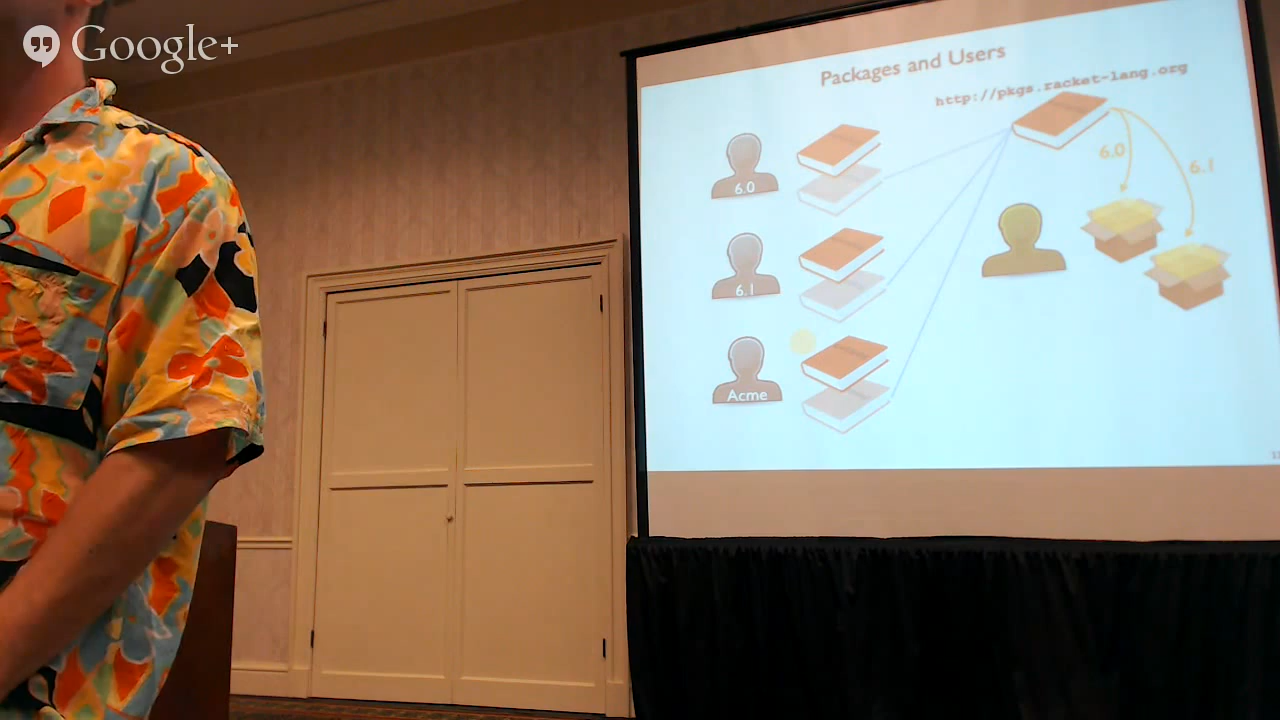 Google+
Packages and Users
http://pkgs.racket-lang.org
6.0
6.1
6.0
6.1
Acme